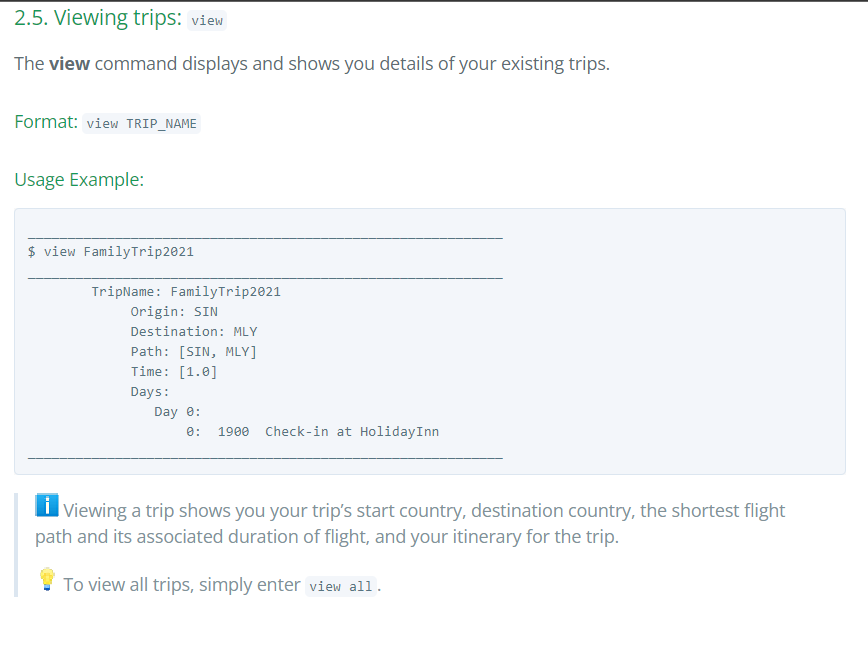 2.5. Viewing trips: view
The view command displays and shows you details of your existing trips.
Format: view TRIP_NAME
Usage Example:
____________________________________________________________
$ view FamilyTrip2021
____________________________________________________________
TripName: FamilyTrip2021
Origin: SIN
Destination: MLY
Path: [SIN, MLY]
Time: [1.0]
Days:
Day 0:
0: 1900 Check-in at HolidayInn
____________________________________________________________
ℹ️ Viewing a trip shows you your trip’s start country, destination country, the shortest flight
path and its associated duration of flight, and your itinerary for the trip.
💡 To view all trips, simply enter view all.